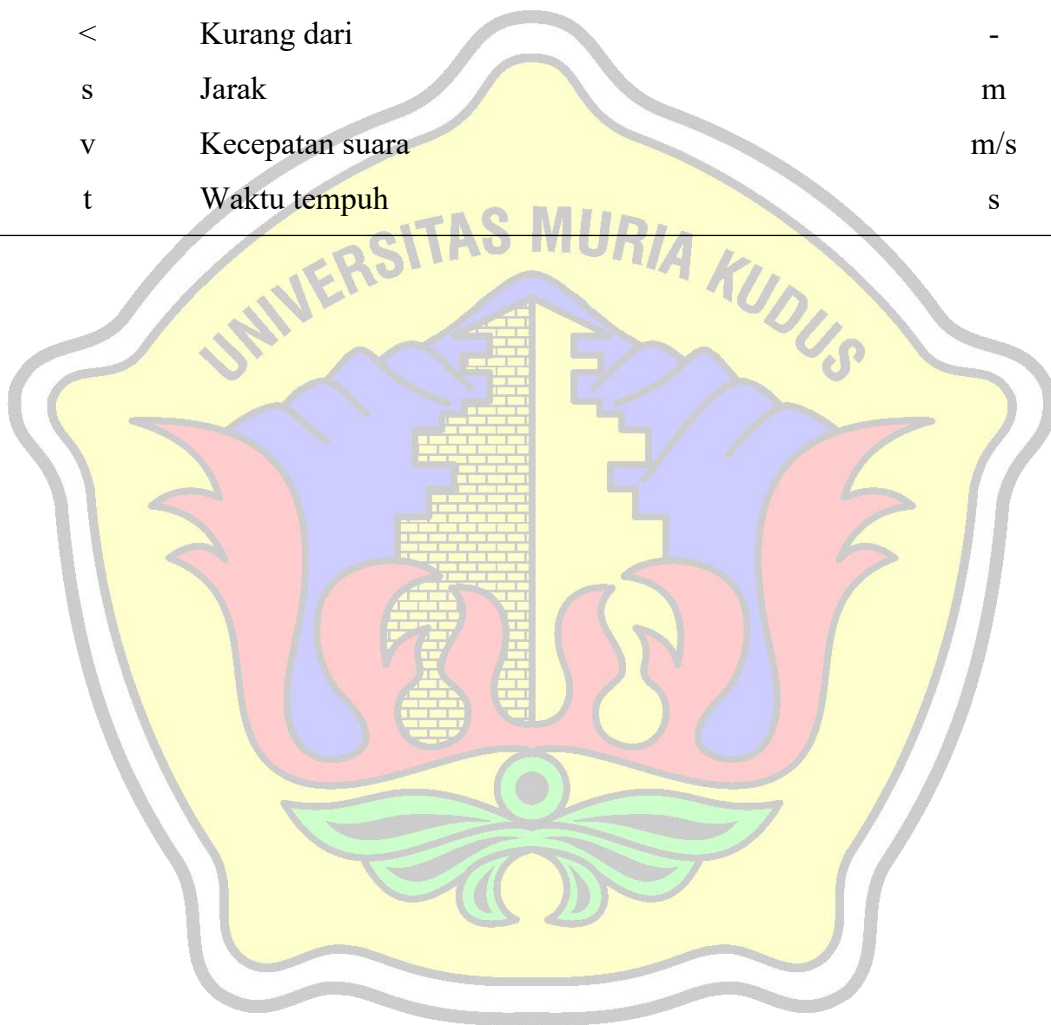 < Kurang dari -
s Jarak m
v Kecepatan suara m/s
t Waktu tempuh s
UNIVERSITAS MURIA KUDUS